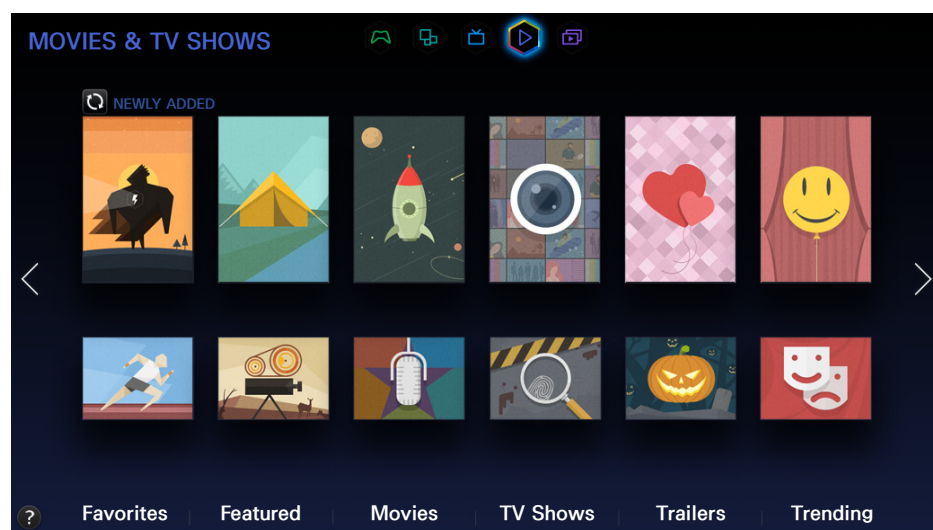 MOVIES & TV SHOWS
NEWLY ADDED
? Favorites Featured Movies TV Shows Trailers Trending